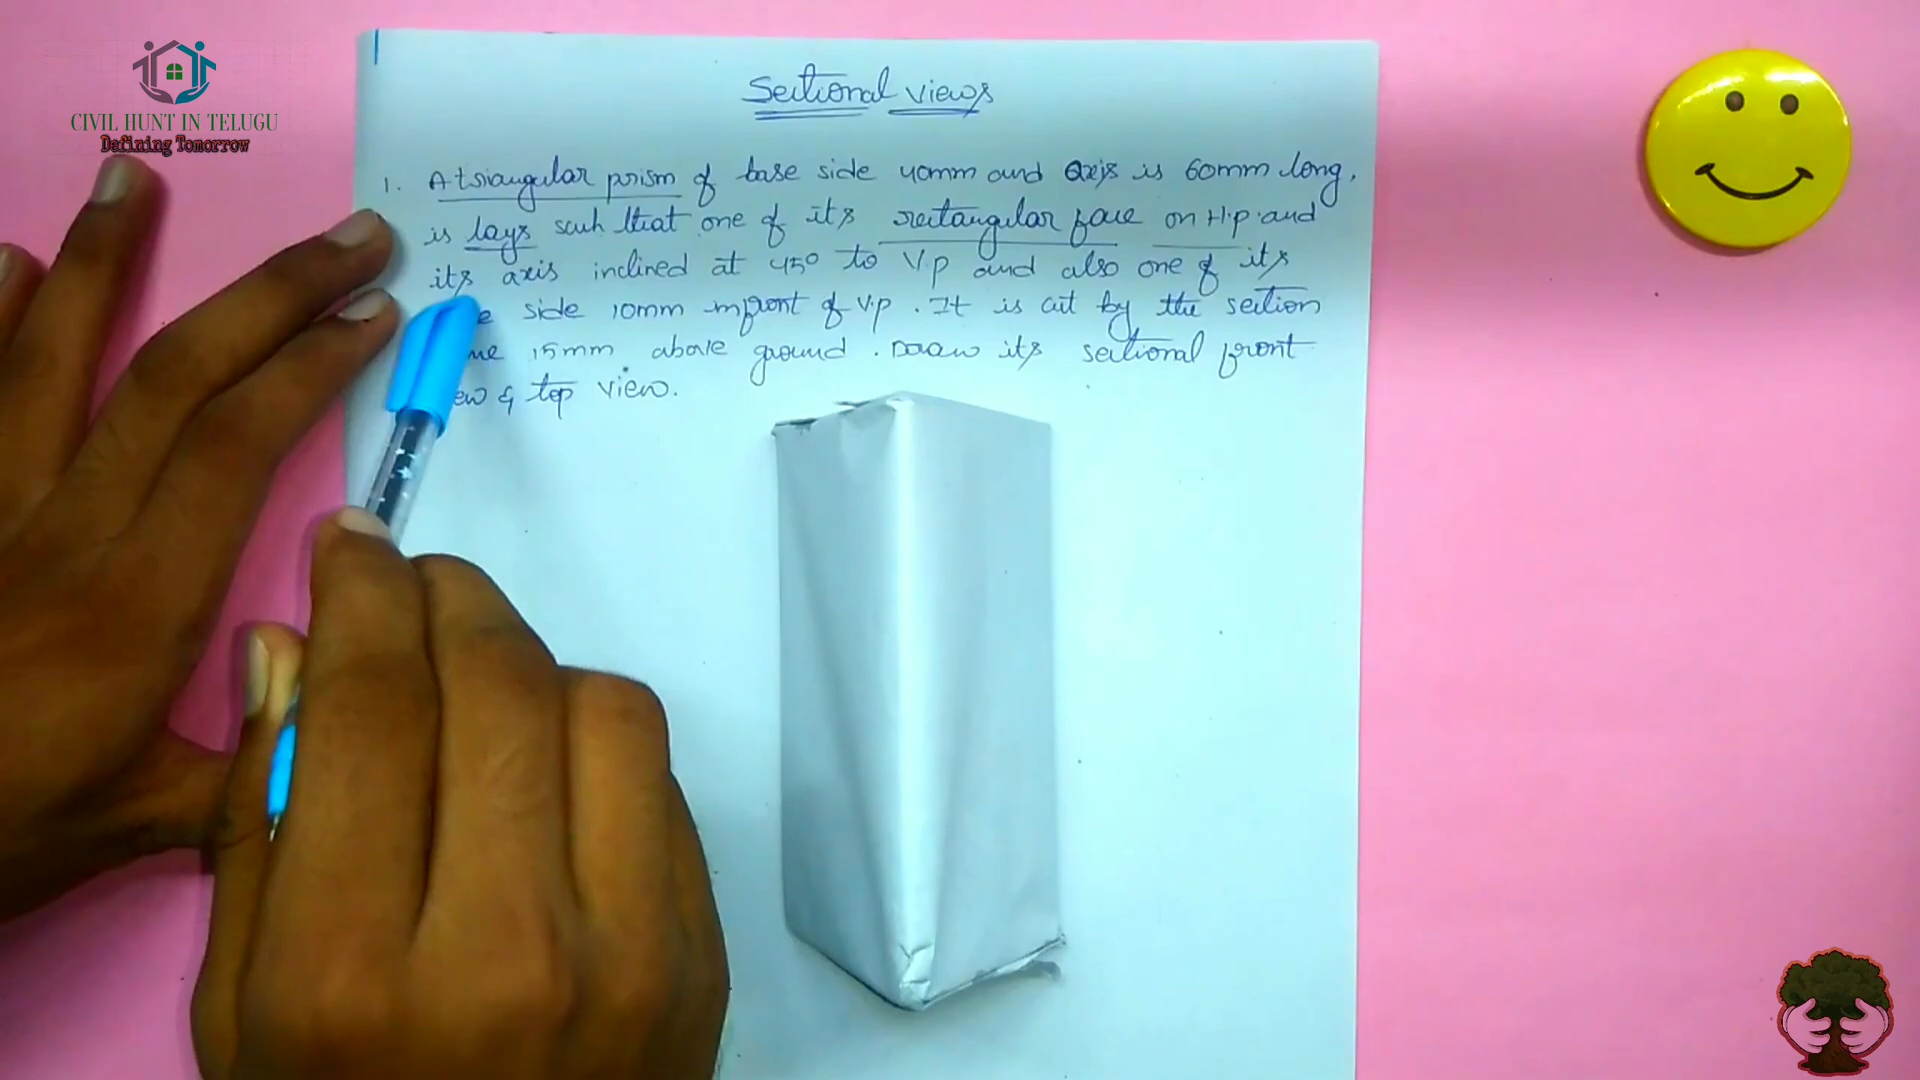 CIVIL HUNT IN TELUGU
Defining Tomorrow
Sectional views
1. A triangular prism of base side 40mm and axis is 60mm long,
is lays such that one of its rectangular face on H.p. and
its axis inclined at 45° to V.p and also one of its
side 10mm infront of V.p. It is cut by the section
15mm above ground. Draw its sectional front
& top view.